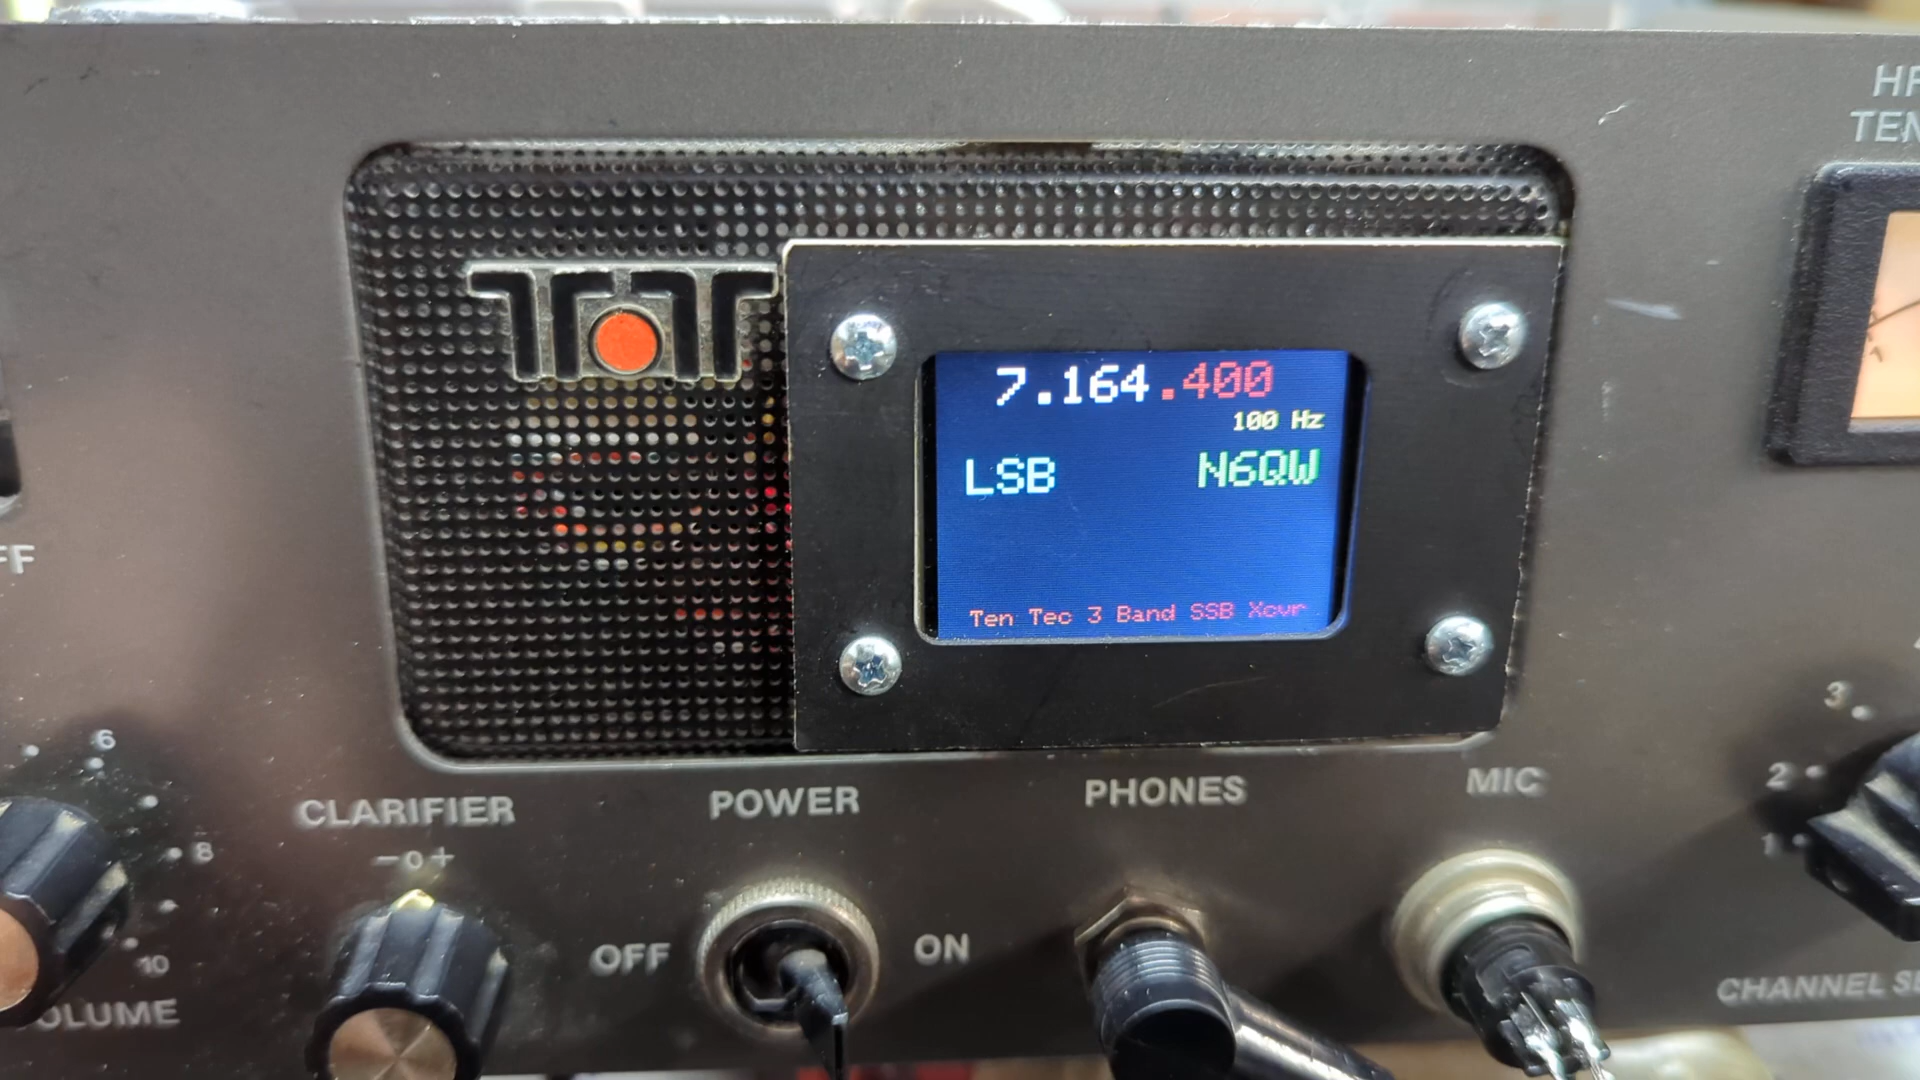 HF
TEN
7.164.400
100 Hz
LSB N6QW
Ten Tec 3 Band SSB Xcvr
FF
6
8
10
OLUME
CLARIFIER
- o +
POWER
OFF
ON
PHONES
MIC
3
2
1
CHANNEL SE